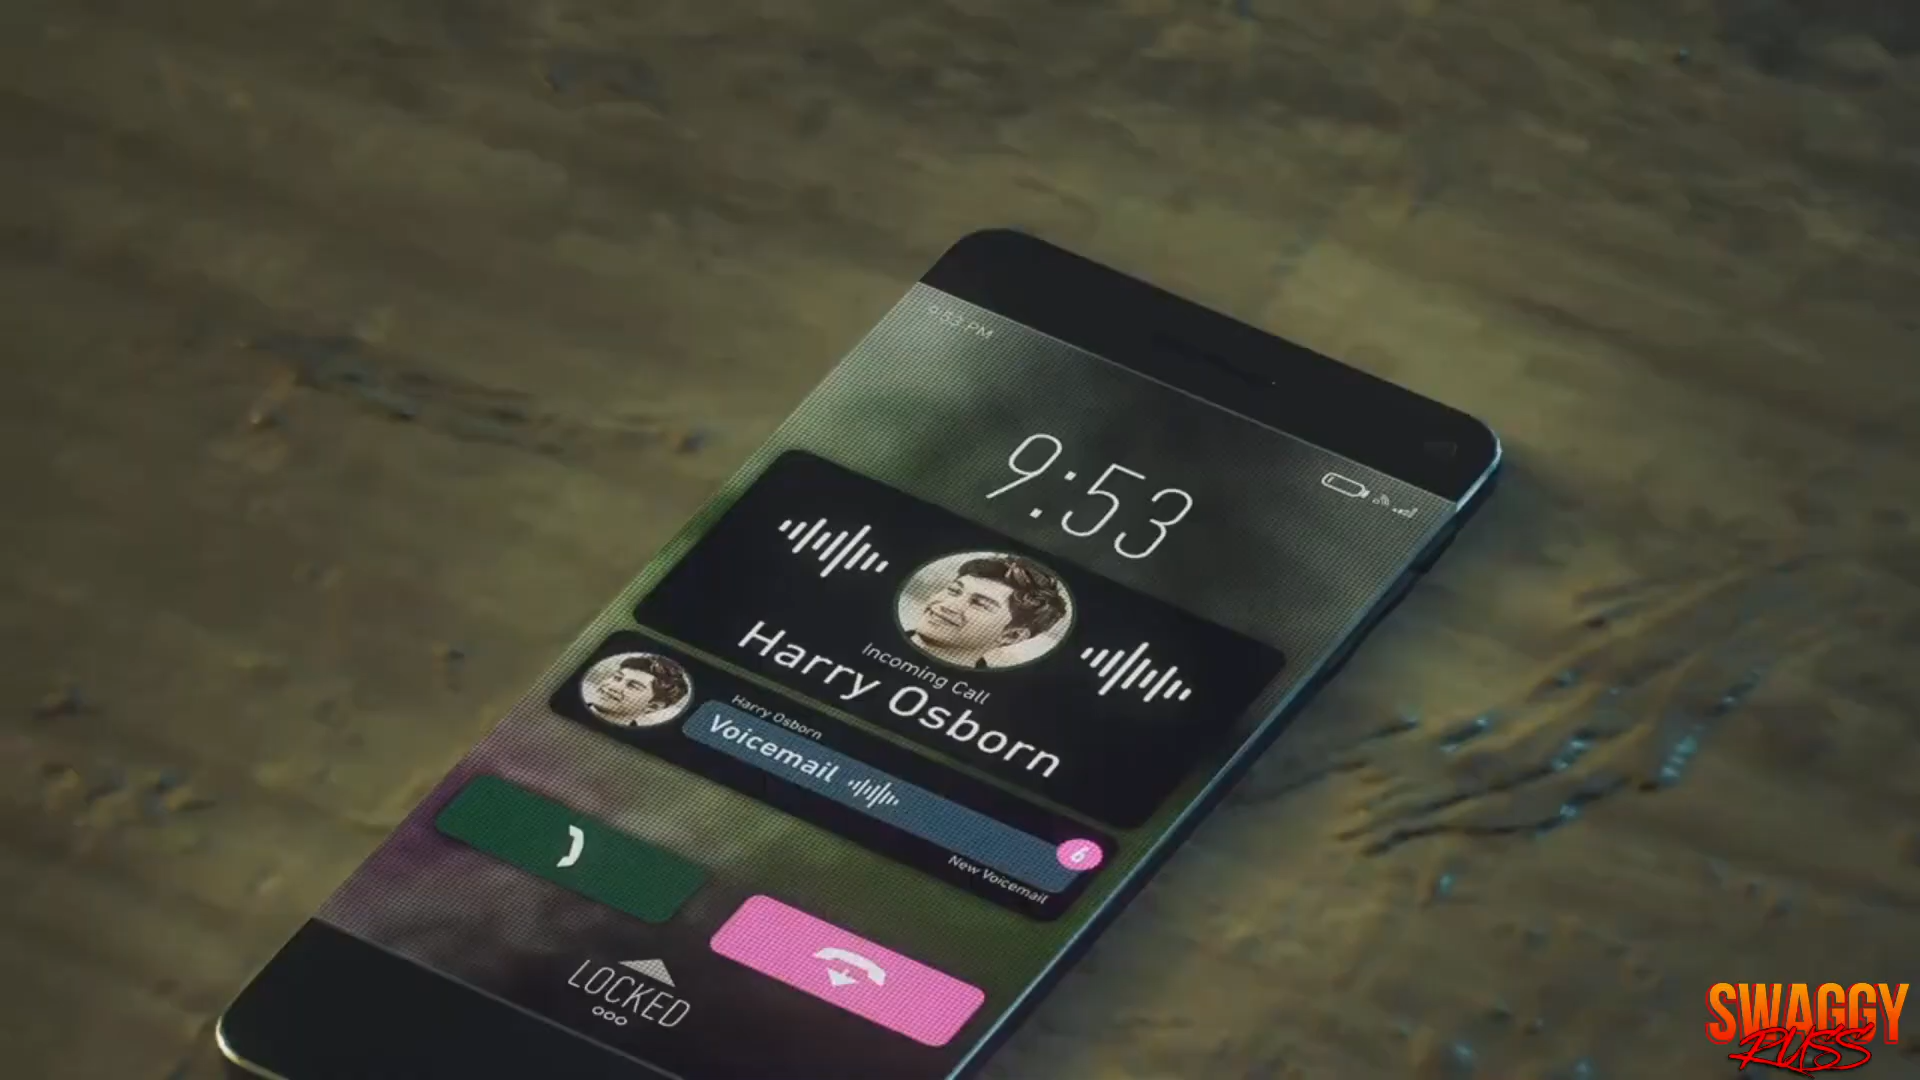 9:53 PM
9:53
Incoming Call
Harry Osborn
Harry Osborn
Voicemail
6
New Voicemail
LOCKED
SWAGGY
RUSS